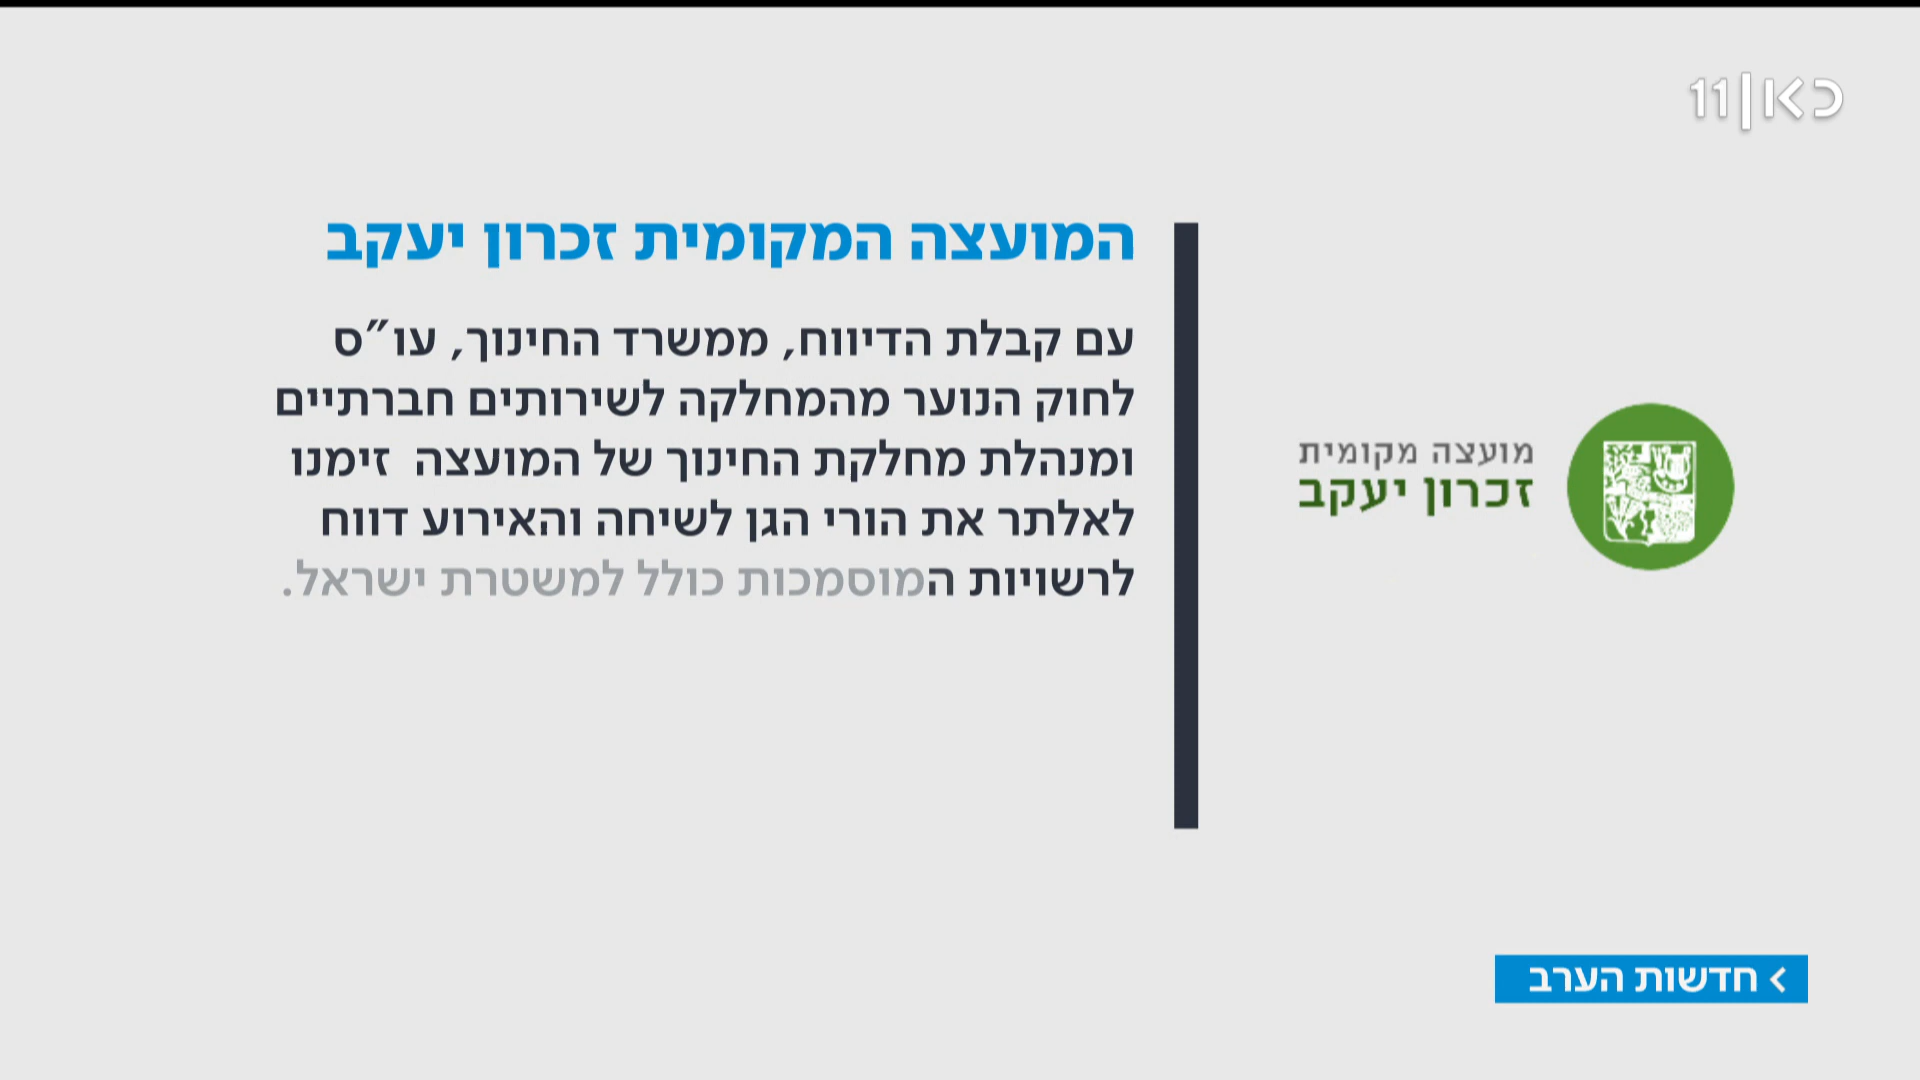 כאן|11
המועצה המקומית זכרון יעקב
עם קבלת הדיווח, ממשרד החינוך, עו״ס
לחוק הנוער מהמחלקה לשירותים חברתיים
ומנהלת מחלקת החינוך של המועצה  זימנו
לאלתר את הורי הגן לשיחה והאירוע דווח
לרשויות המוסמכות כולל למשטרת ישראל.
מועצה מקומית
זכרון יעקב
חדשות הערב